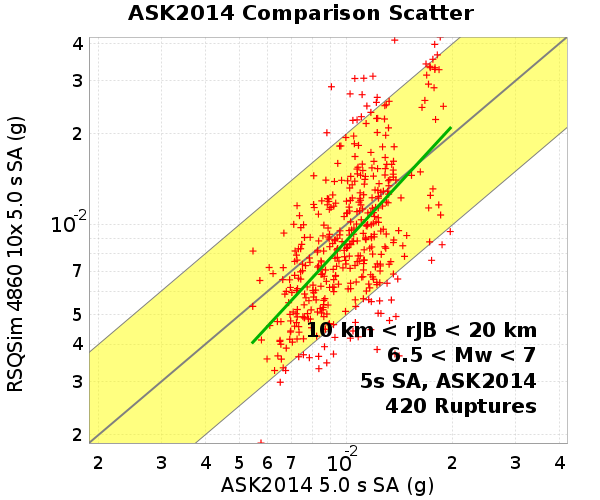 ASK2014 Comparison Scatter
RSQSim 4860 10x 5.0 s SA (g)
4
3
2
10-2
7
5
4
3
2
10 km < rJB < 20 km
6.5 < Mw < 7
5s SA, ASK2014
420 Ruptures
2 3 4 5 6 7 10-2 2 3 4
ASK2014 5.0 s SA (g)